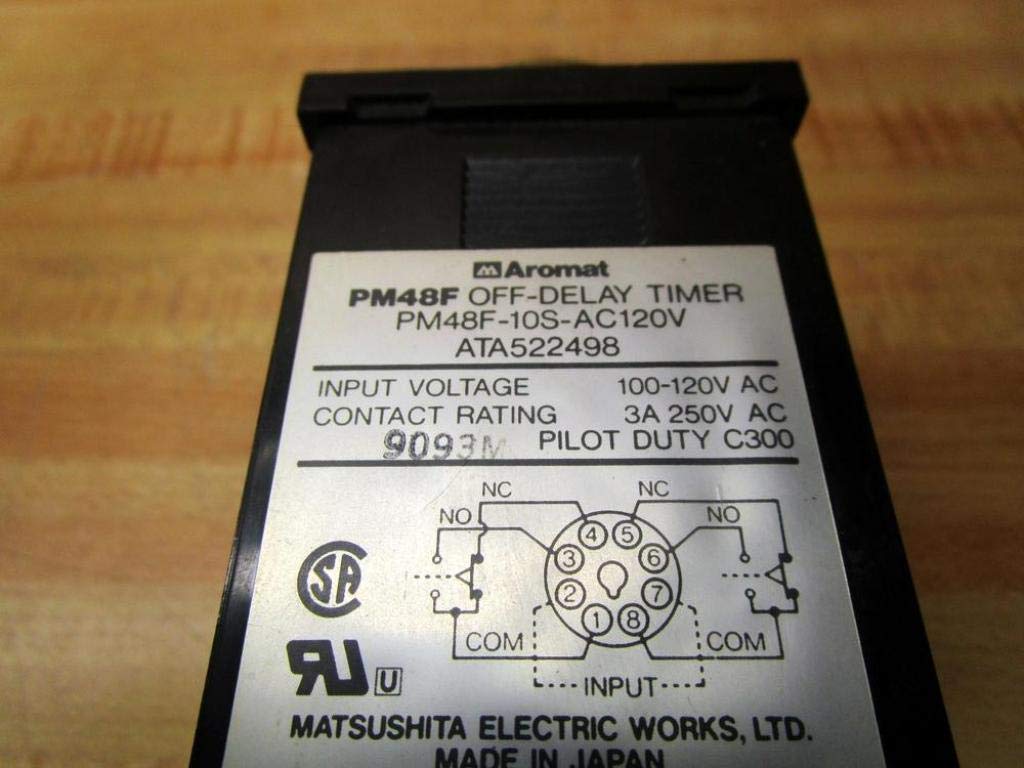 Aromat
PM48F OFF-DELAY TIMER
PM48F-10S-AC120V
ATA522498
INPUT VOLTAGE 100-120V AC
CONTACT RATING 3A 250V AC
9093M PILOT DUTY C300
NC NC
NO NO
4 5
3 6
2 7
1 8
COM COM
INPUT
SA
UR U
MATSUSHITA ELECTRIC WORKS, LTD.
MADE IN JAPAN